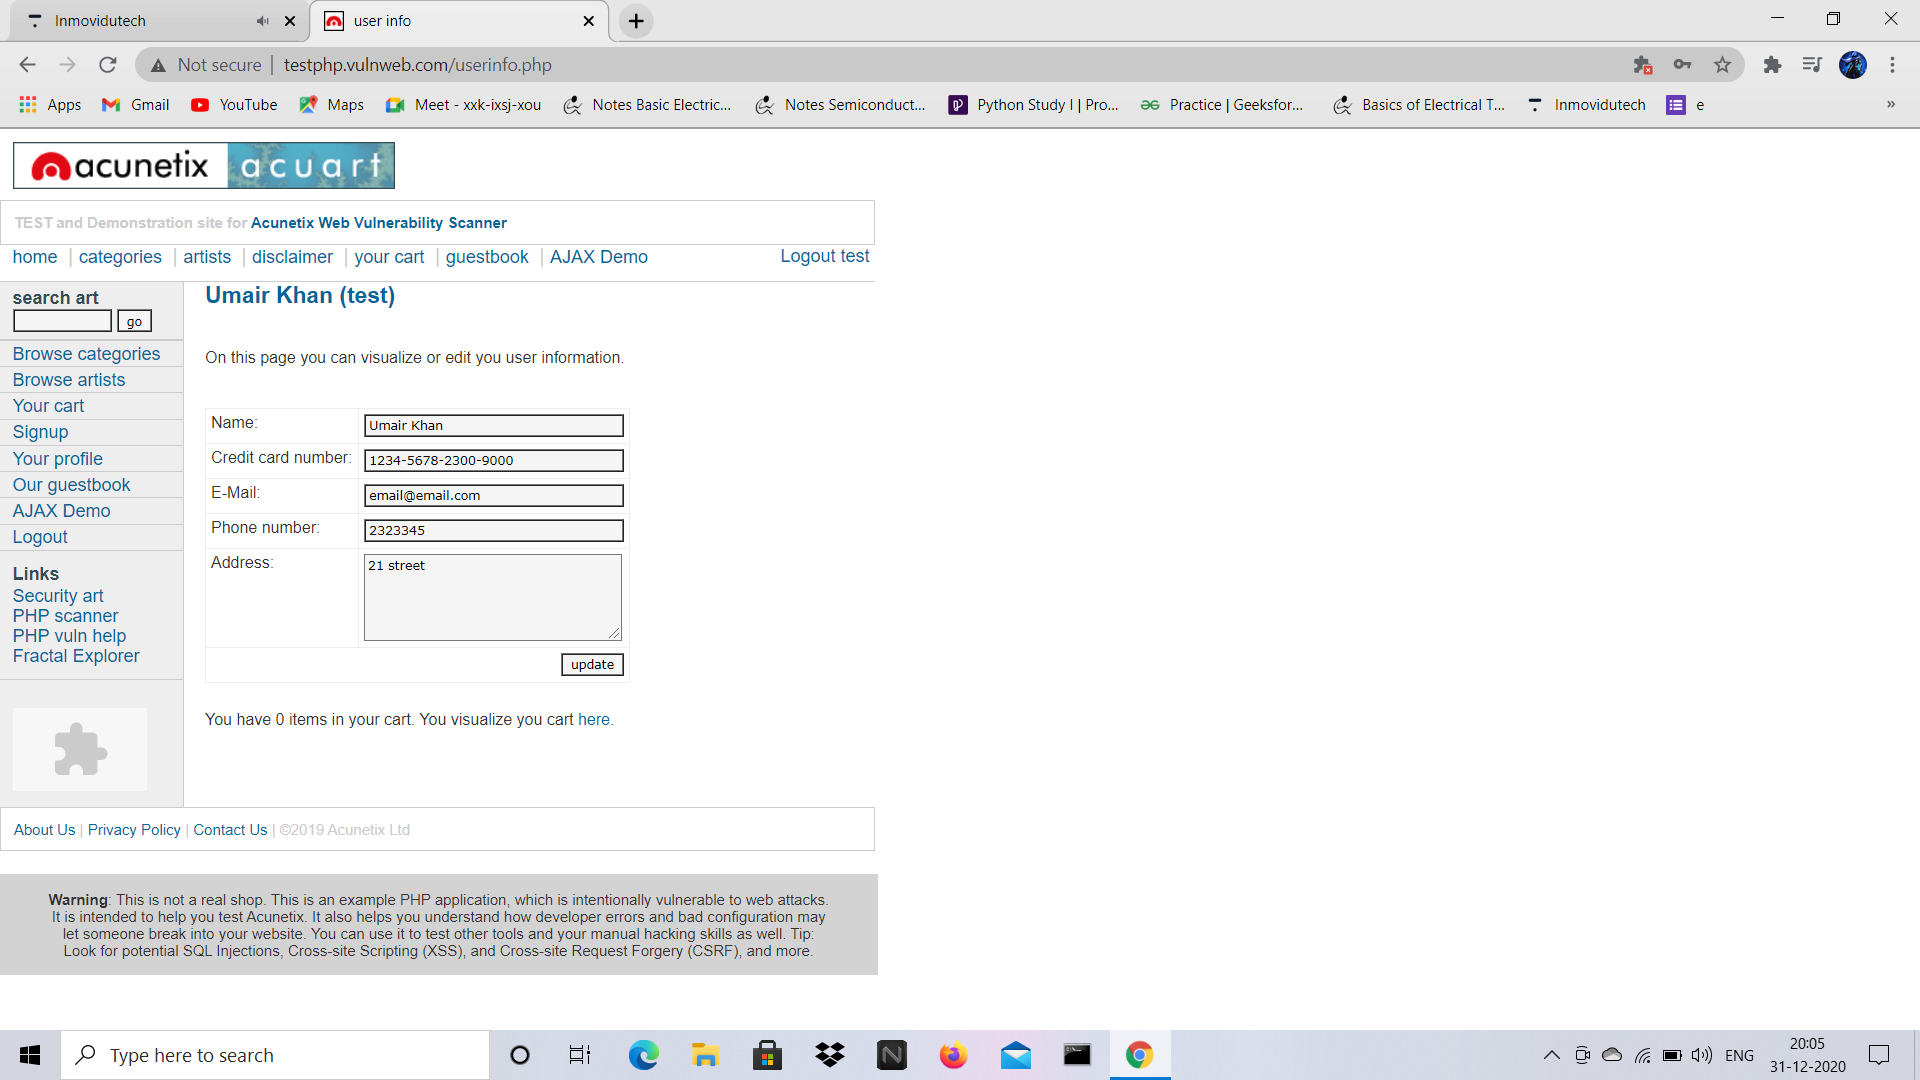 Inmovidutech
user info
Not secure | testphp.vulnweb.com/userinfo.php
Apps
Gmail
YouTube
Maps
Meet - xxk-ixsj-xou
Notes Basic Electric...
Notes Semiconduct...
Python Study I | Pro...
Practice | Geeksfor...
Basics of Electrical T...
Inmovidutech
e
»
acunetix acuart
TEST and Demonstration site for Acunetix Web Vulnerability Scanner
home | categories | artists | disclaimer | your cart | guestbook | AJAX Demo
Logout test
search art
go
Browse categories
Browse artists
Your cart
Signup
Your profile
Our guestbook
AJAX Demo
Logout
Links
Security art
PHP scanner
PHP vuln help
Fractal Explorer
Umair Khan (test)
On this page you can visualize or edit you user information.
Name: Umair Khan
Credit card number: 1234-5678-2300-9000
E-Mail: email@email.com
Phone number: 2323345
Address: 21 street
update
You have 0 items in your cart. You visualize you cart here.
About Us | Privacy Policy | Contact Us | ©2019 Acunetix Ltd
Warning: This is not a real shop. This is an example PHP application, which is intentionally vulnerable to web attacks.
It is intended to help you test Acunetix. It also helps you understand how developer errors and bad configuration may
let someone break into your website. You can use it to test other tools and your manual hacking skills as well. Tip:
Look for potential SQL Injections, Cross-site Scripting (XSS), and Cross-site Request Forgery (CSRF), and more.
Type here to search
N
ENG
20:05
31-12-2020